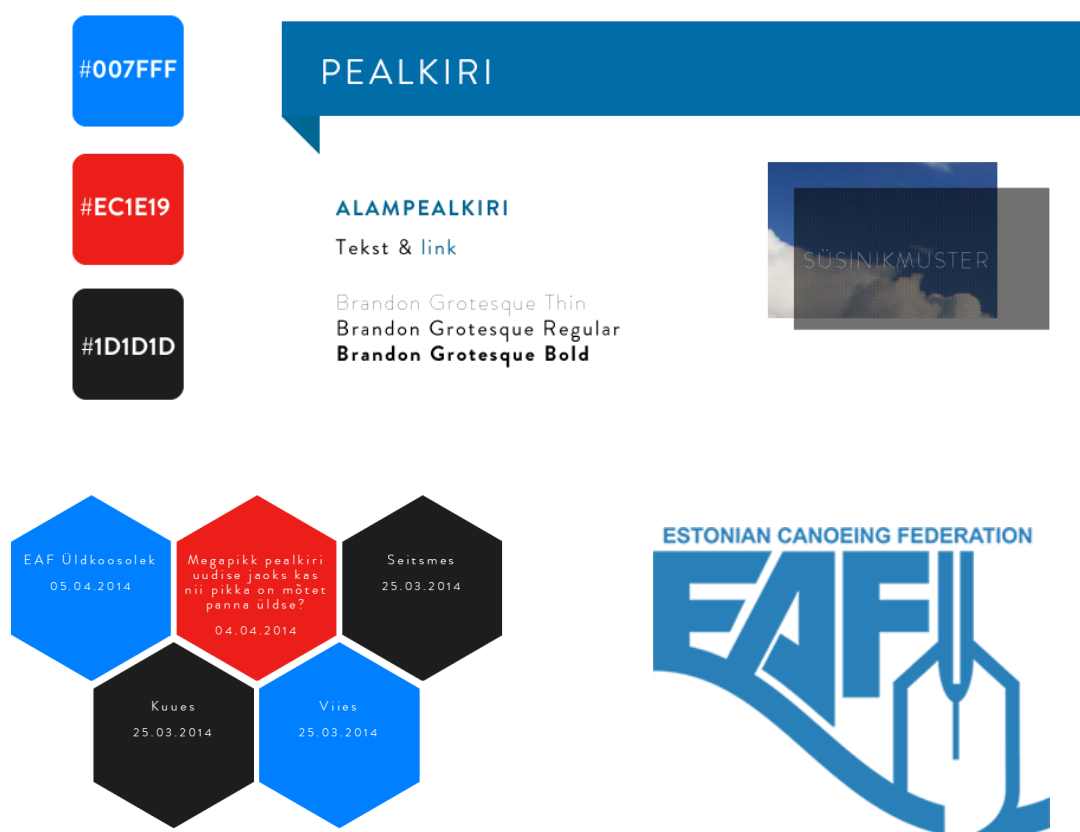 #007FFF
PEALKIRI
#EC1E19
ALAMPEALKIRI
Tekst & link
SÜSINIKMUSTER
Brandon Grotesque Thin
Brandon Grotesque Regular
#1D1D1D
Brandon Grotesque Bold
EAF Üldkoosolek
05.04.2014
Megapikk pealkiri
uudise jaoks kas
nii pikka on mõtet
panna üldse?
04.04.2014
Seitsmes
25.03.2014
Kuues
25.03.2014
Viies
25.03.2014
ESTONIAN CANOEING FEDERATION
EAF